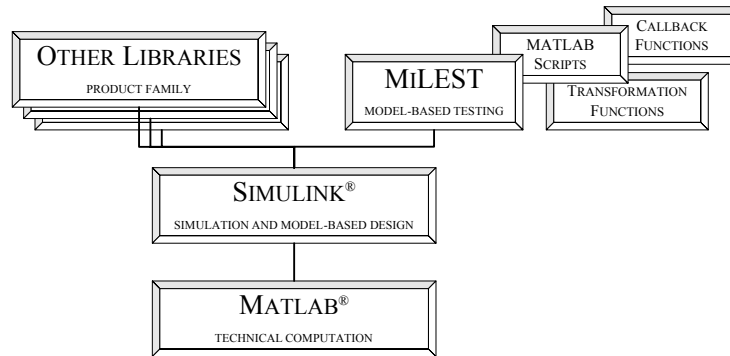 OTHER LIBRARIES
PRODUCT FAMILY
MILEST
MODEL-BASED TESTING
MATLAB
SCRIPTS
CALLBACK
FUNCTIONS
TRANSFORMATION
FUNCTIONS
SIMULINK®
SIMULATION AND MODEL-BASED DESIGN
MATLAB®
TECHNICAL COMPUTATION